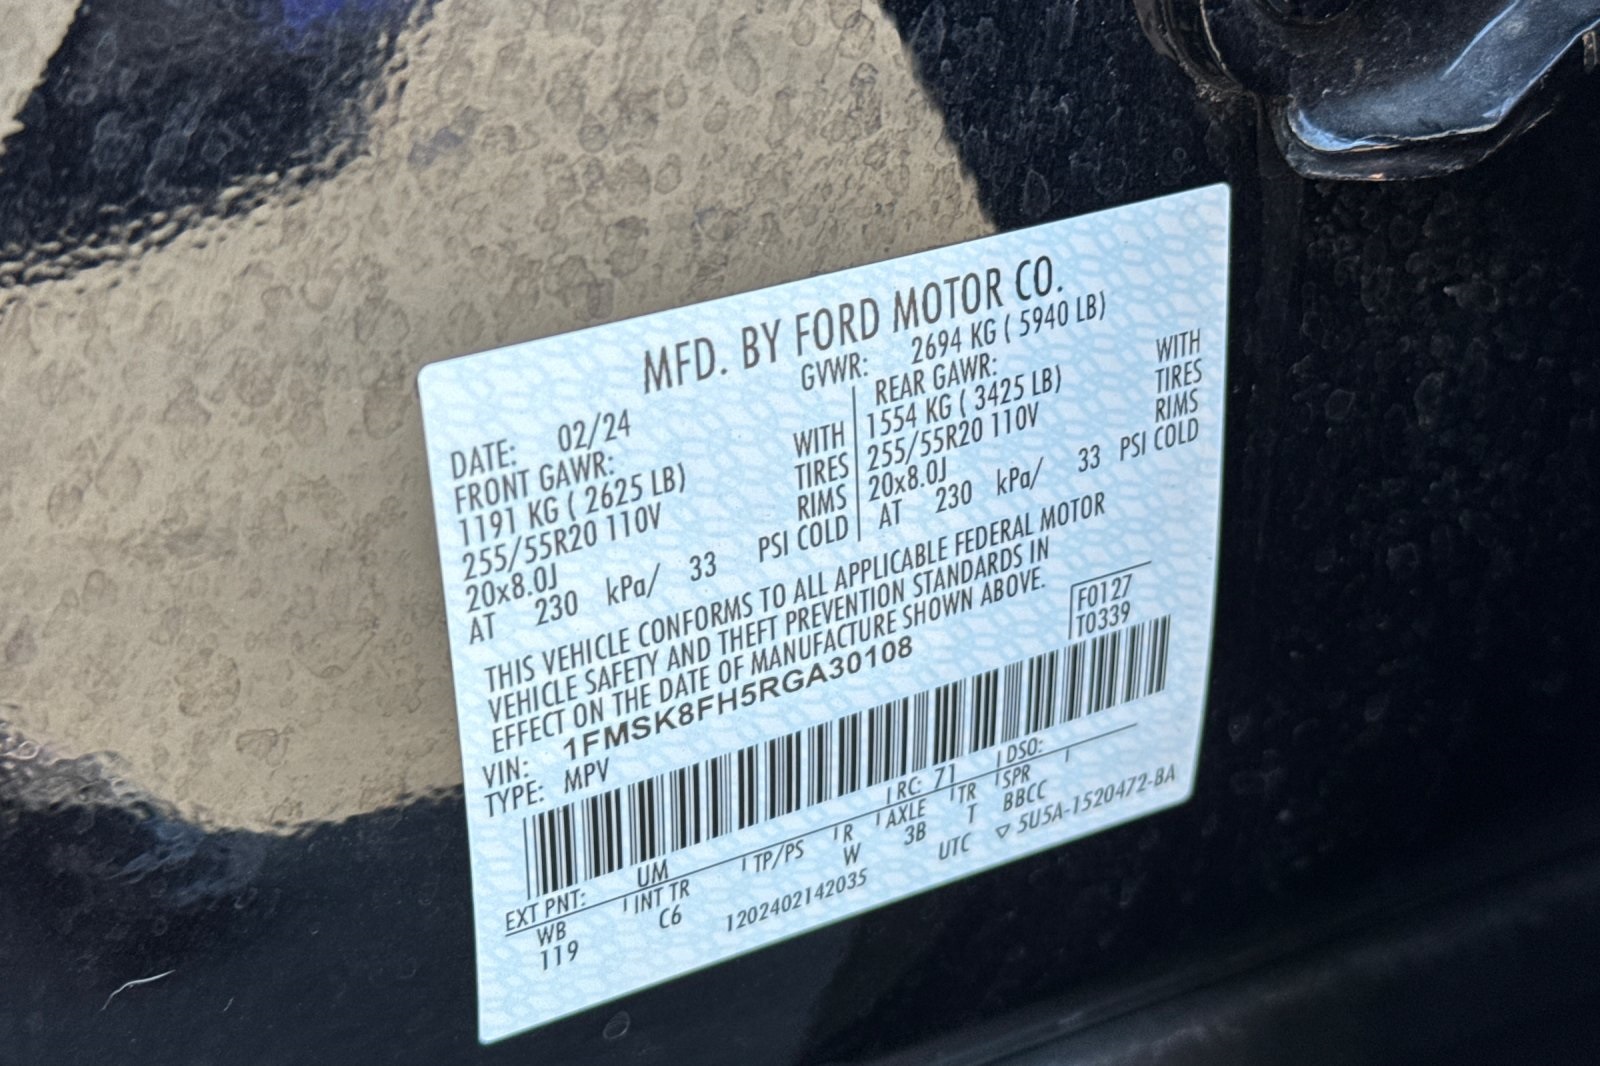 MFD. BY FORD MOTOR CO.
DATE: 02/24 GVWR: 2694 KG ( 5940 LB)
FRONT GAWR: REAR GAWR:
1191 KG ( 2625 LB) WITH 1554 KG ( 3425 LB) WITH
255/55R20 110V TIRES 255/55R20 110V TIRES
20x8.0J RIMS 20x8.0J RIMS
AT 230 kPa/ 33 PSI COLD AT 230 kPa/ 33 PSI COLD
THIS VEHICLE CONFORMS TO ALL APPLICABLE FEDERAL MOTOR
VEHICLE SAFETY AND THEFT PREVENTION STANDARDS IN
EFFECT ON THE DATE OF MANUFACTURE SHOWN ABOVE.
VIN: 1FMSK8FH5RGA30108 F0127
TYPE: MPV T0339
EXT PNT: UM RC: 71 DSO:
WB INT TR TP/PS R AXLE TR SPR
119 C6 W 3B T BBCC
1202402142035 UTC ▽ 5U5A-1520472-BA